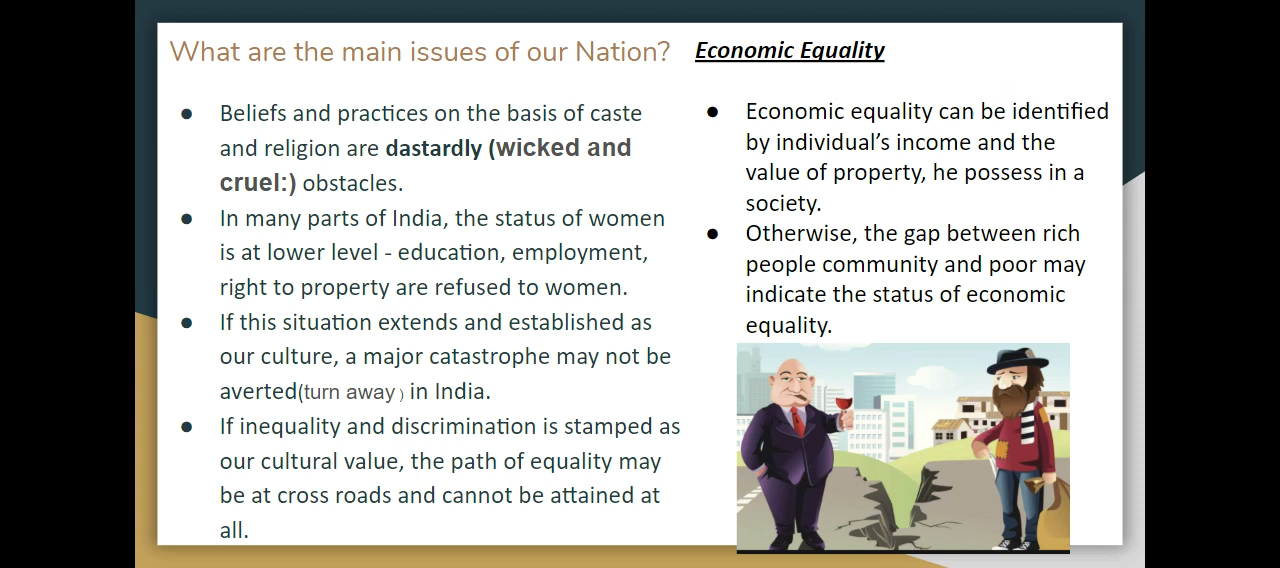 What are the main issues of our Nation?
● Beliefs and practices on the basis of caste
and religion are dastardly (wicked and
cruel:) obstacles.
● In many parts of India, the status of women
is at lower level - education, employment,
right to property are refused to women.
● If this situation extends and established as
our culture, a major catastrophe may not be
averted(turn away ) in India.
● If inequality and discrimination is stamped as
our cultural value, the path of equality may
be at cross roads and cannot be attained at
all.
Economic Equality
● Economic equality can be identified
by individual’s income and the
value of property, he possess in a
society.
● Otherwise, the gap between rich
people community and poor may
indicate the status of economic
equality.